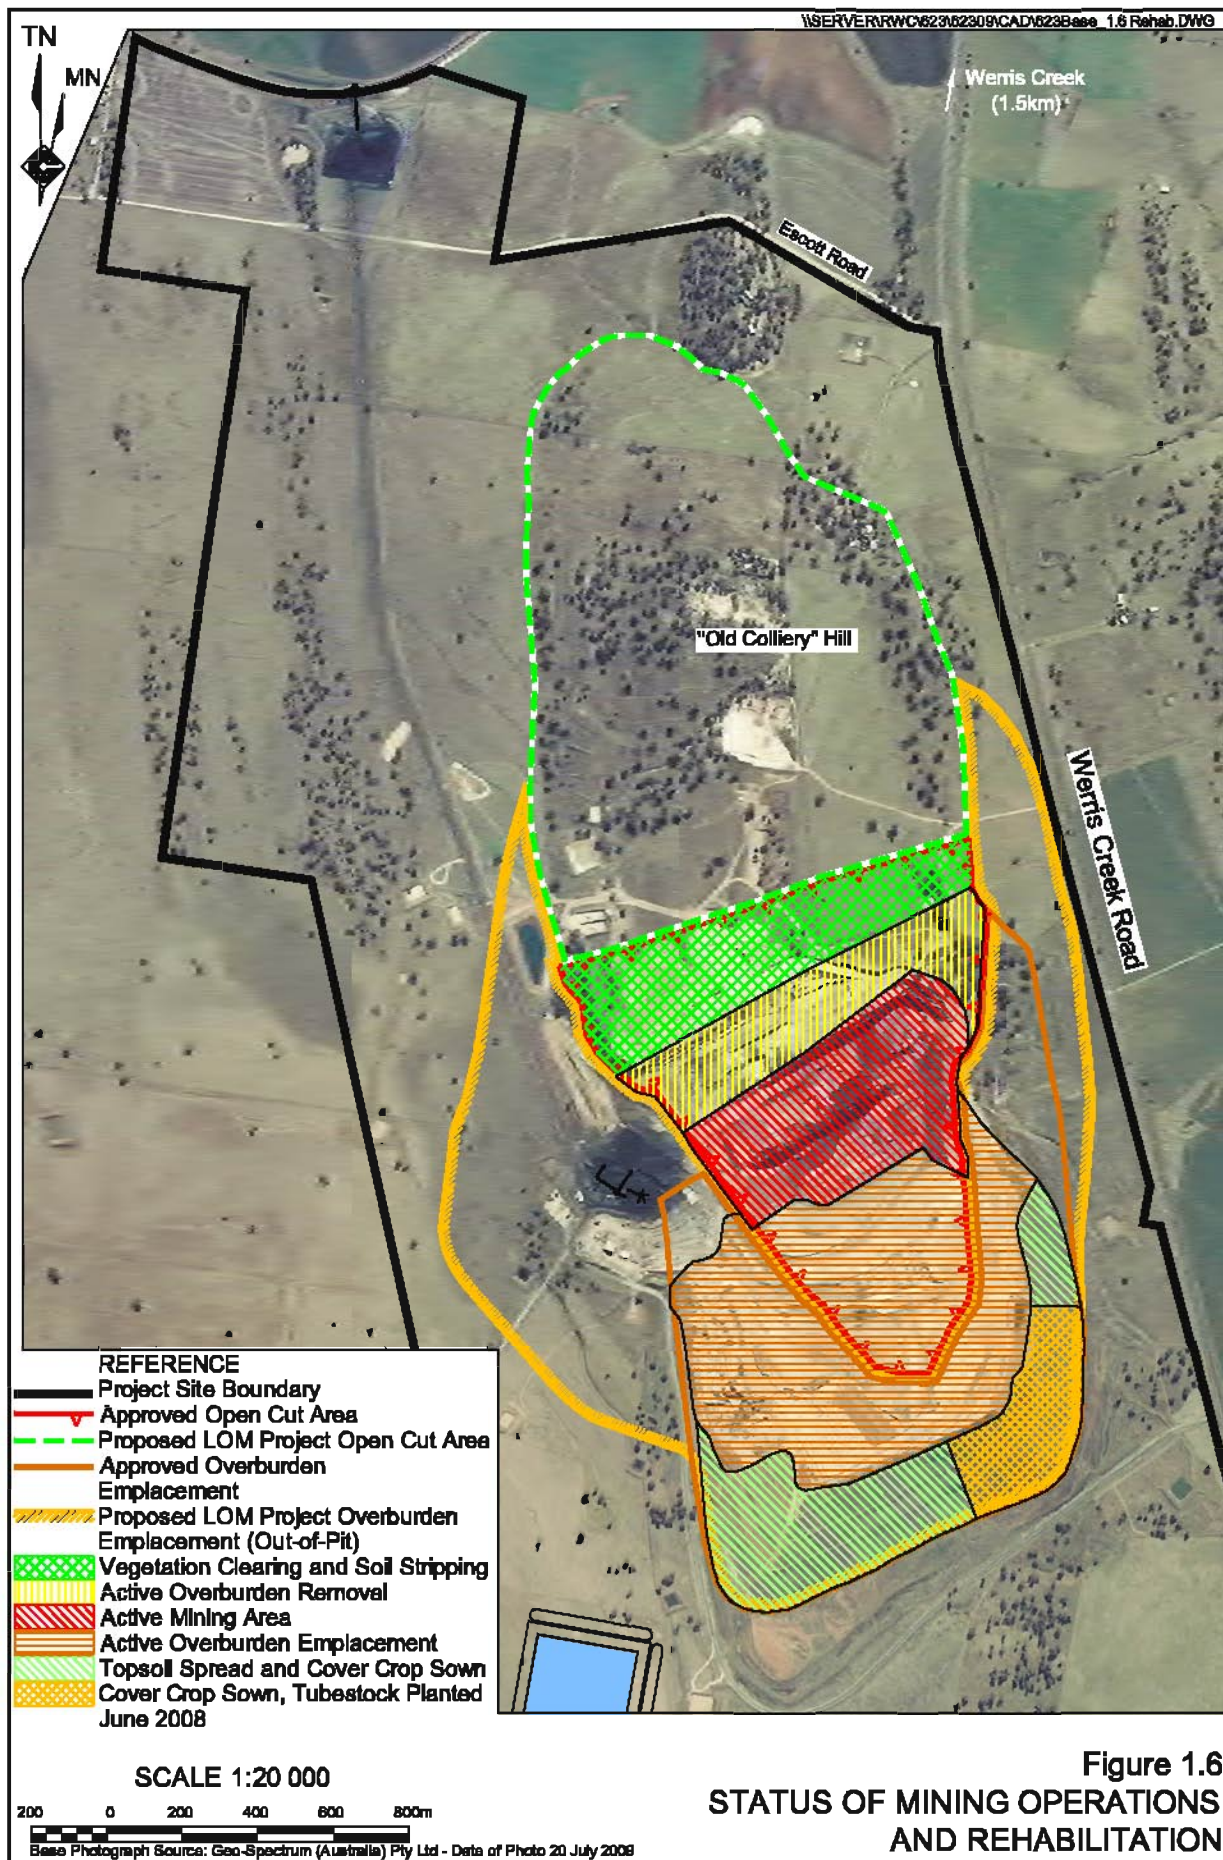 \\SERVER\RWC\623\62309\CAD\623Base_1.6 Rehab.DWG
TN
MN
Werris Creek
(1.5km)
Escott Road
"Old Colliery" Hill
Werris Creek Road
REFERENCE
Project Site Boundary
Approved Open Cut Area
Proposed LOM Project Open Cut Area
Approved Overburden
Emplacement
Proposed LOM Project Overburden
Emplacement (Out-of-Pit)
Vegetation Clearing and Soil Stripping
Active Overburden Removal
Active Mining Area
Active Overburden Emplacement
Topsoil Spread and Cover Crop Sown
Cover Crop Sown, Tubestock Planted
June 2008
SCALE 1:20 000
200 0 200 400 600 800m
Base Photograph Source: Geo-Spectrum (Australia) Pty Ltd - Date of Photo 20 July 2009
Figure 1.6
STATUS OF MINING OPERATIONS
AND REHABILITATION